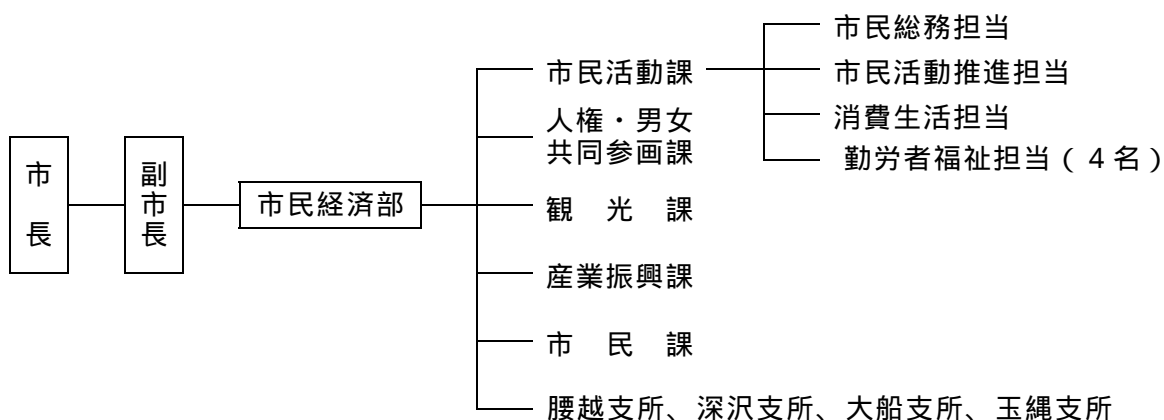 市長
副市長
市民経済部
市民活動課
人権・男女
共同参画課
観 光 課
産業振興課
市 民 課
腰越支所、深沢支所、大船支所、玉縄支所
市民総務担当
市民活動推進担当
消費生活担当
勤労者福祉担当（４名）